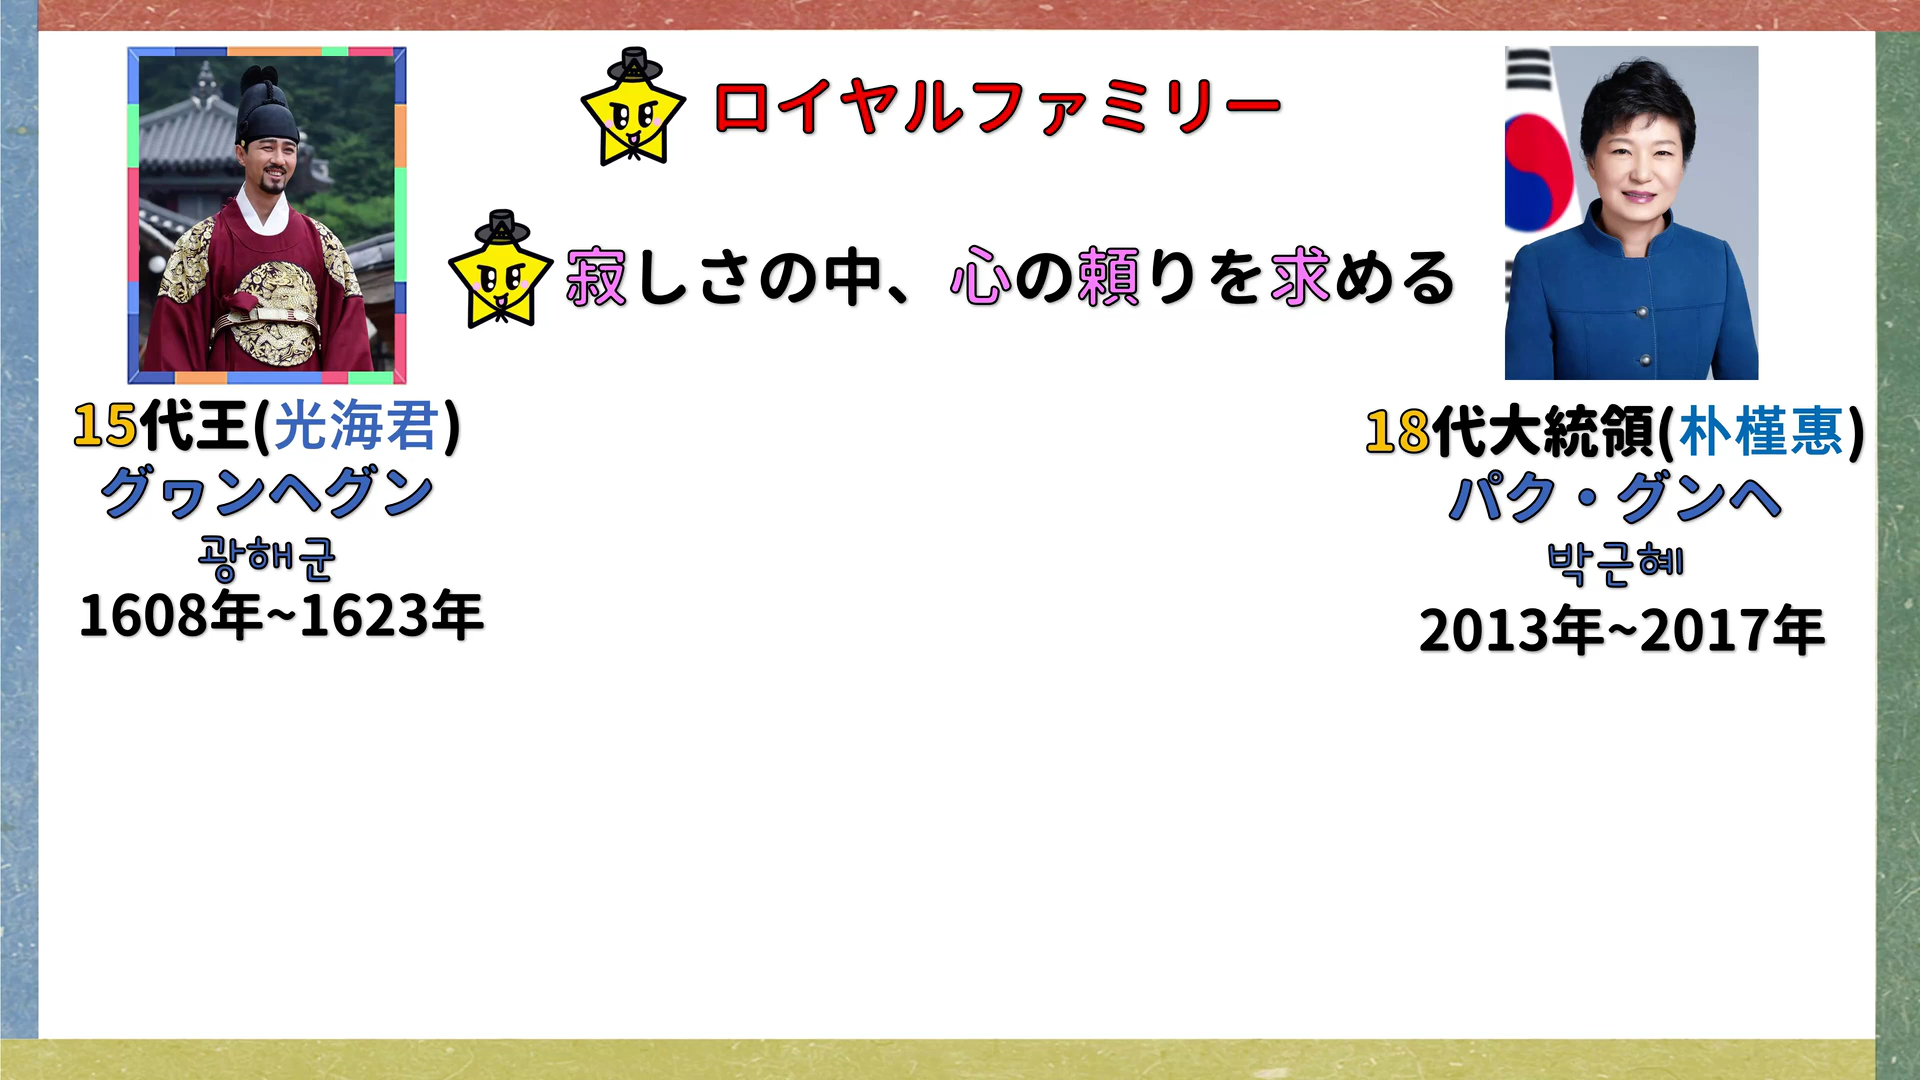 ロイヤルファミリー
寂しさの中、心の頼りを求める
15代王(光海君)
グヮンヘグン
광해군
1608年~1623年
18代大統領(朴槿惠)
パク・グンヘ
박근혜
2013年~2017年